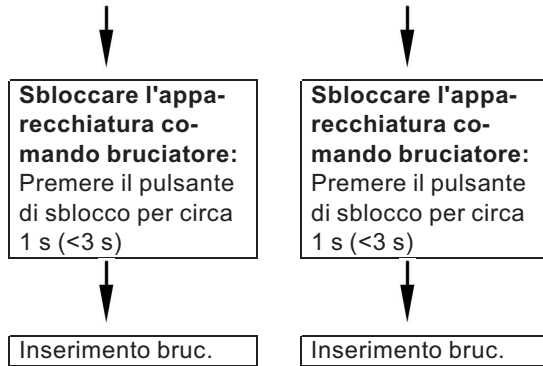 Sbloccare l'appa-
recchiatura co-
mando bruciatore:
Premere il pulsante
di sblocco per circa
1 s (<3 s)
Inserimento bruc.
Sbloccare l'appa-
recchiatura co-
mando bruciatore:
Premere il pulsante
di sblocco per circa
1 s (<3 s)
Inserimento bruc.